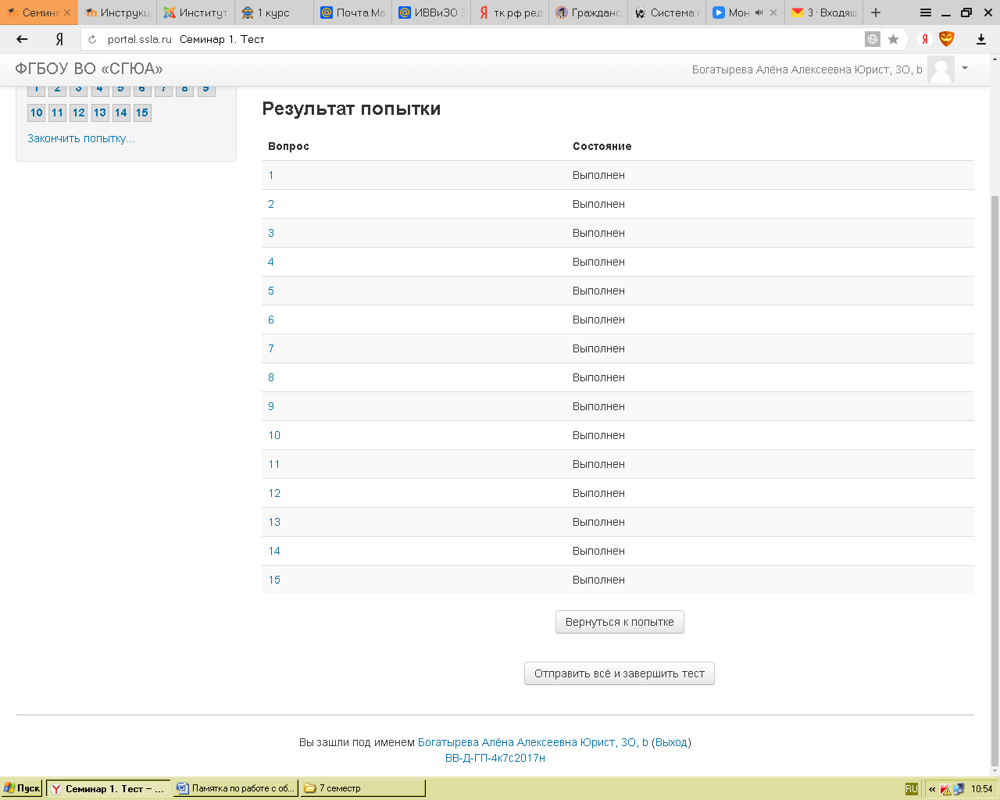 Семине
Инструкц
Институт
1 курс
Почта Ма
ИВВиЗО З
тк рф ред
Гражданс
Система г
Мон
3 · Входящ
portal.ssla.ru Семинар 1. Тест
ФГБОУ ВО «СГЮА»
Богатырева Алёна Алексеевна Юрист, ЗО, b
1 2 3 4 5 6 7 8 9
10 11 12 13 14 15
Закончить попытку...
Результат попытки
Вопрос Состояние
1 Выполнен
2 Выполнен
3 Выполнен
4 Выполнен
5 Выполнен
6 Выполнен
7 Выполнен
8 Выполнен
9 Выполнен
10 Выполнен
11 Выполнен
12 Выполнен
13 Выполнен
14 Выполнен
15 Выполнен
Вернуться к попытке
Отправить всё и завершить тест
Вы зашли под именем Богатырева Алёна Алексеевна Юрист, ЗО, b (Выход)
ВВ-Д-ГП-4к7с2017н
Пуск
Семинар 1. Тест – ...
Памятка по работе с об...
7 семестр
RU
«
10:54